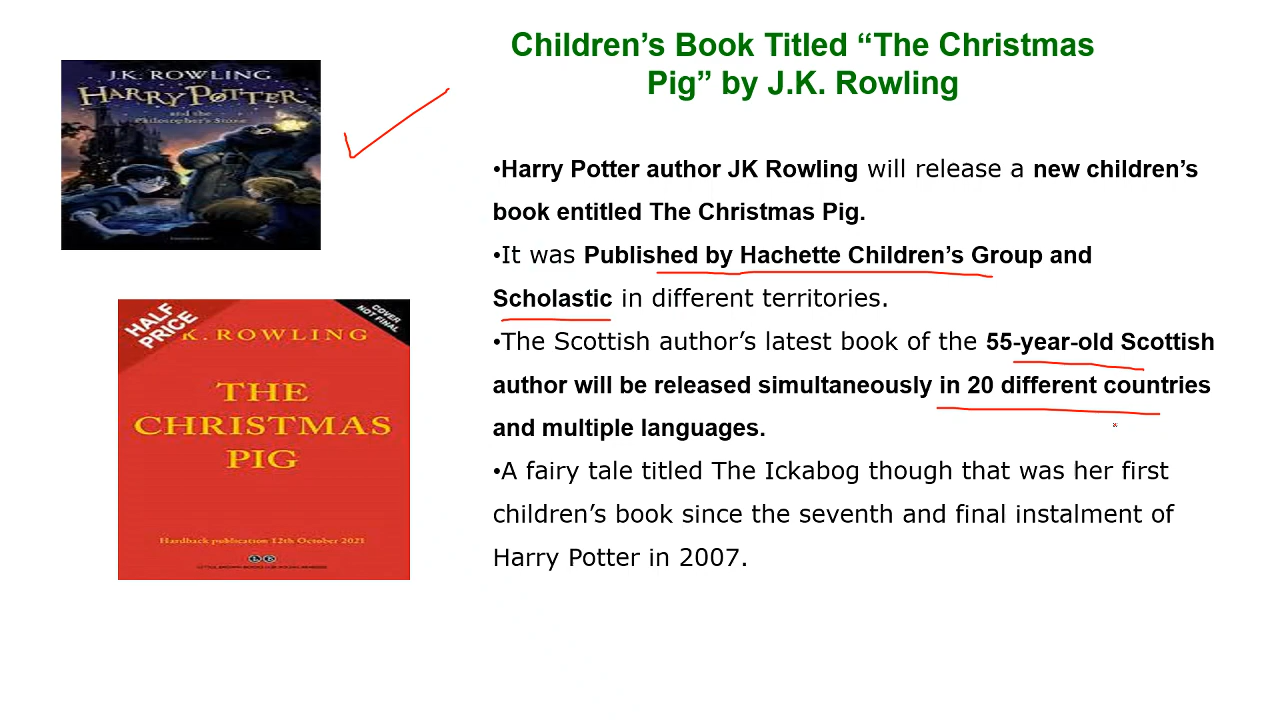 Children’s Book Titled “The Christmas
Pig” by J.K. Rowling
J.K. ROWLING
HARRY POTTER
and the
Philosopher's Stone
•Harry Potter author JK Rowling will release a new children’s
book entitled The Christmas Pig.
•It was Published by Hachette Children’s Group and
Scholastic in different territories.
•The Scottish author’s latest book of the 55-year-old Scottish
author will be released simultaneously in 20 different countries
and multiple languages.
•A fairy tale titled The Ickabog though that was her first
children’s book since the seventh and final instalment of
Harry Potter in 2007.
HALF
PRICE
COVER
NOT FINAL
K. ROWLING
THE
CHRISTMAS
PIG
Hardback publication 12th October 2021